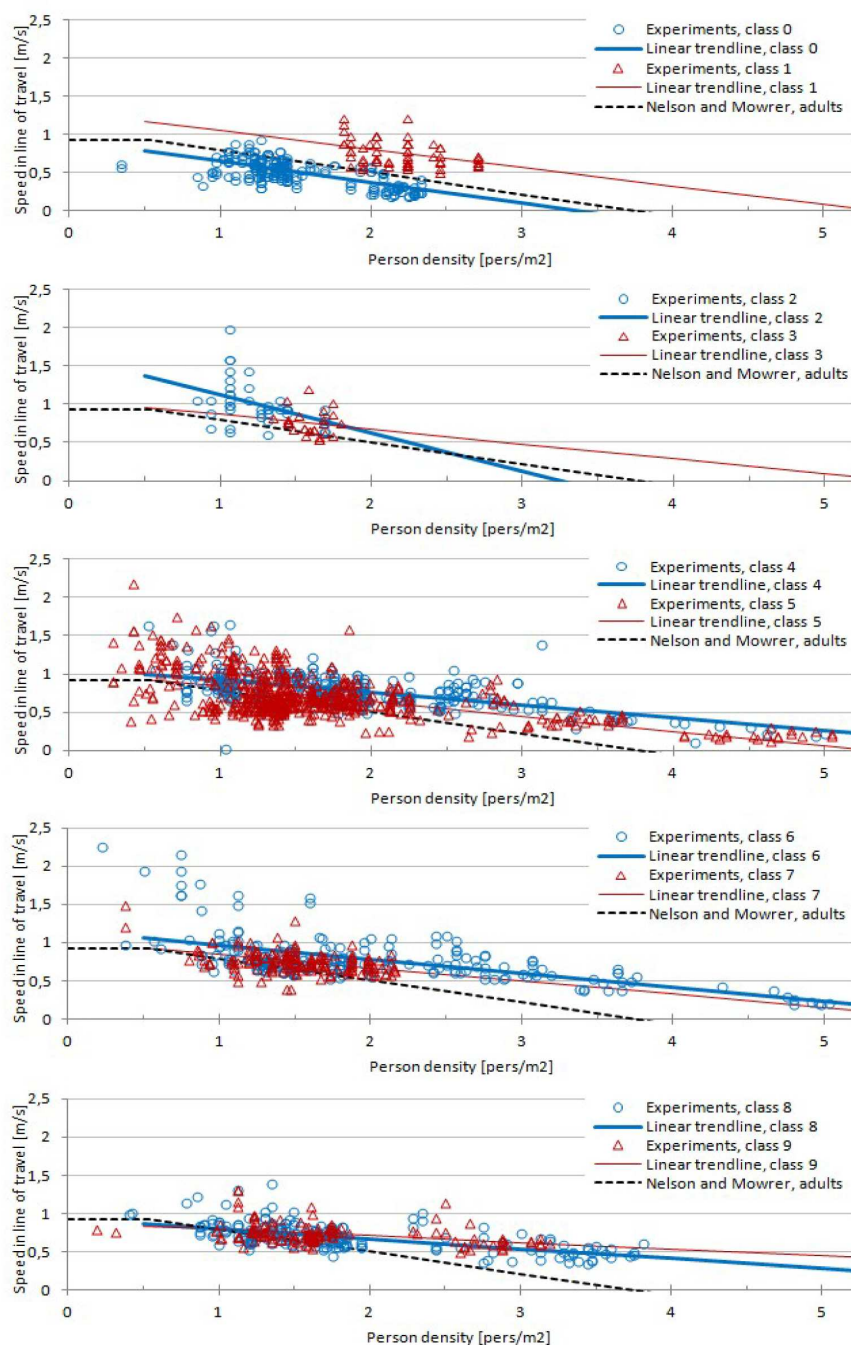 Speed in line of travel [m/s]
2,5
2
1,5
1
0,5
0
Experiments, class 0
Linear trendline, class 0
Experiments, class 1
Linear trendline, class 1
Nelson and Mowrer, adults
0 1 2 3 4 5
Person density [pers/m2]
Speed in line of travel [m/s]
2,5
2
1,5
1
0,5
0
Experiments, class 2
Linear trendline, class 2
Experiments, class 3
Linear trendline, class 3
Nelson and Mowrer, adults
0 1 2 3 4 5
Person density [pers/m2]
Speed in line of travel [m/s]
2,5
2
1,5
1
0,5
0
Experiments, class 4
Linear trendline, class 4
Experiments, class 5
Linear trendline, class 5
Nelson and Mowrer, adults
0 1 2 3 4 5
Person density [pers/m2]
Speed in line of travel [m/s]
2,5
2
1,5
1
0,5
0
Experiments, class 6
Linear trendline, class 6
Experiments, class 7
Linear trendline, class 7
Nelson and Mowrer, adults
0 1 2 3 4 5
Person density [pers/m2]
Speed in line of travel [m/s]
2,5
2
1,5
1
0,5
0
Experiments, class 8
Linear trendline, class 8
Experiments, class 9
Linear trendline, class 9
Nelson and Mowrer, adults
0 1 2 3 4 5
Person density [pers/m2]